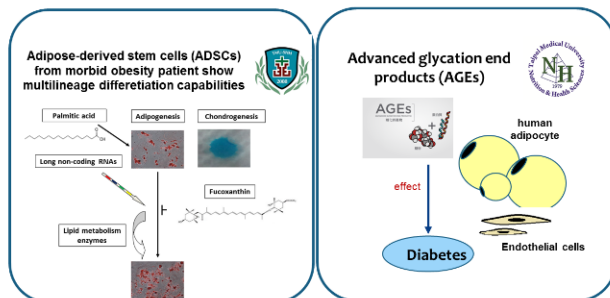 Adipose-derived stem cells (ADSCs)
from morbid obesity patient show
multilineage differetiation capabilities
Palmitic acid
Adipogenesis
Chondrogenesis
Long non-coding RNAs
Fucoxanthin
Lipid metabolism
enzymes
Advanced glycation end
products (AGEs)
Taipei Medical University
Nutrition & Health Sciences
NH
AGEs
human
adipocyte
effect
Diabetes
Endothelial cells